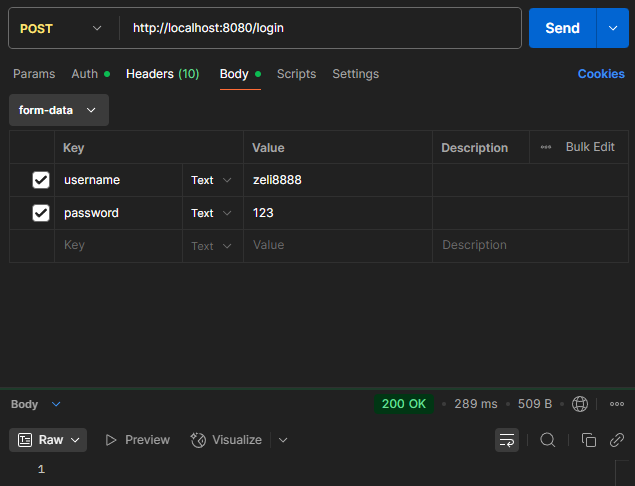 POST http://localhost:8080/login Send
Params Auth Headers (10) Body Scripts Settings Cookies
form-data
Key Value Description Bulk Edit
username Text zeli8888
password Text 123
Key Text Value Description
Body 200 OK 289 ms 509 B
Raw Preview Visualize
1